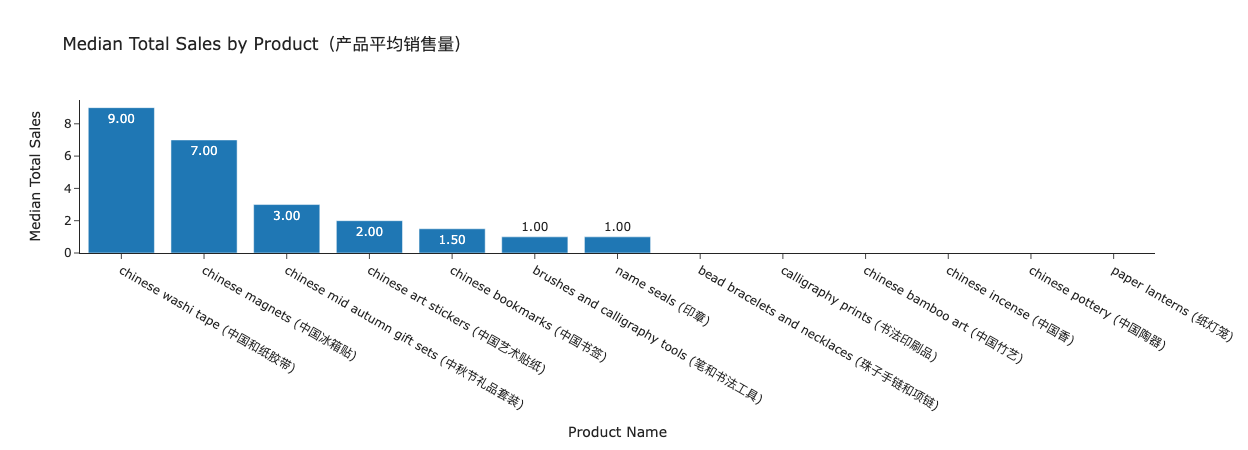 Median Total Sales by Product（产品平均销售量）
Median Total Sales
8
6
4
2
0
9.00
7.00
3.00
2.00
1.50
1.00
1.00
chinese washi tape (中国和纸胶带)
chinese magnets (中国冰箱贴)
chinese mid autumn gift sets (中秋节礼品套装)
chinese art stickers (中国艺术贴纸)
chinese bookmarks (中国书签)
brushes and calligraphy tools (笔和书法工具)
name seals (印章)
bead bracelets and necklaces (珠子手链和项链)
calligraphy prints (书法印刷品)
chinese bamboo art (中国竹艺)
chinese incense (中国香)
chinese pottery (中国陶器)
paper lanterns (纸灯笼)
Product Name